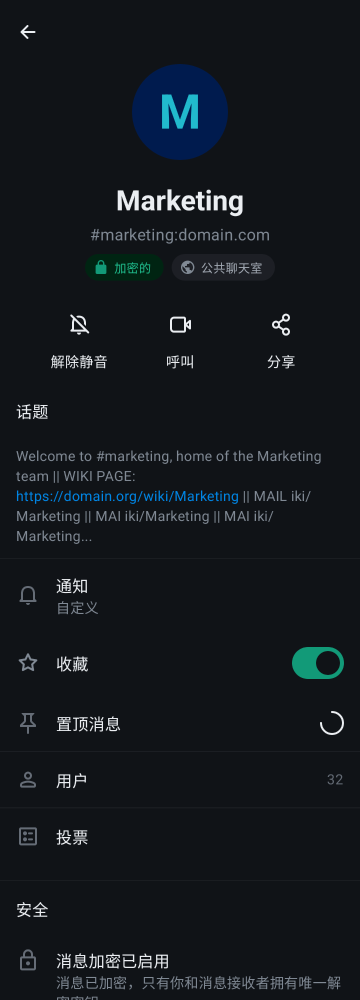 M
Marketing
#marketing:domain.com
加密的 公共聊天室
解除静音 呼叫 分享
话题
Welcome to #marketing, home of the Marketing
team || WIKI PAGE:
https://domain.org/wiki/Marketing || MAIL iki/
Marketing || MAI iki/Marketing || MAI iki/
Marketing...
通知
自定义
收藏
置顶消息
用户 32
投票
安全
消息加密已启用
消息已加密，只有你和消息接收者拥有唯一解